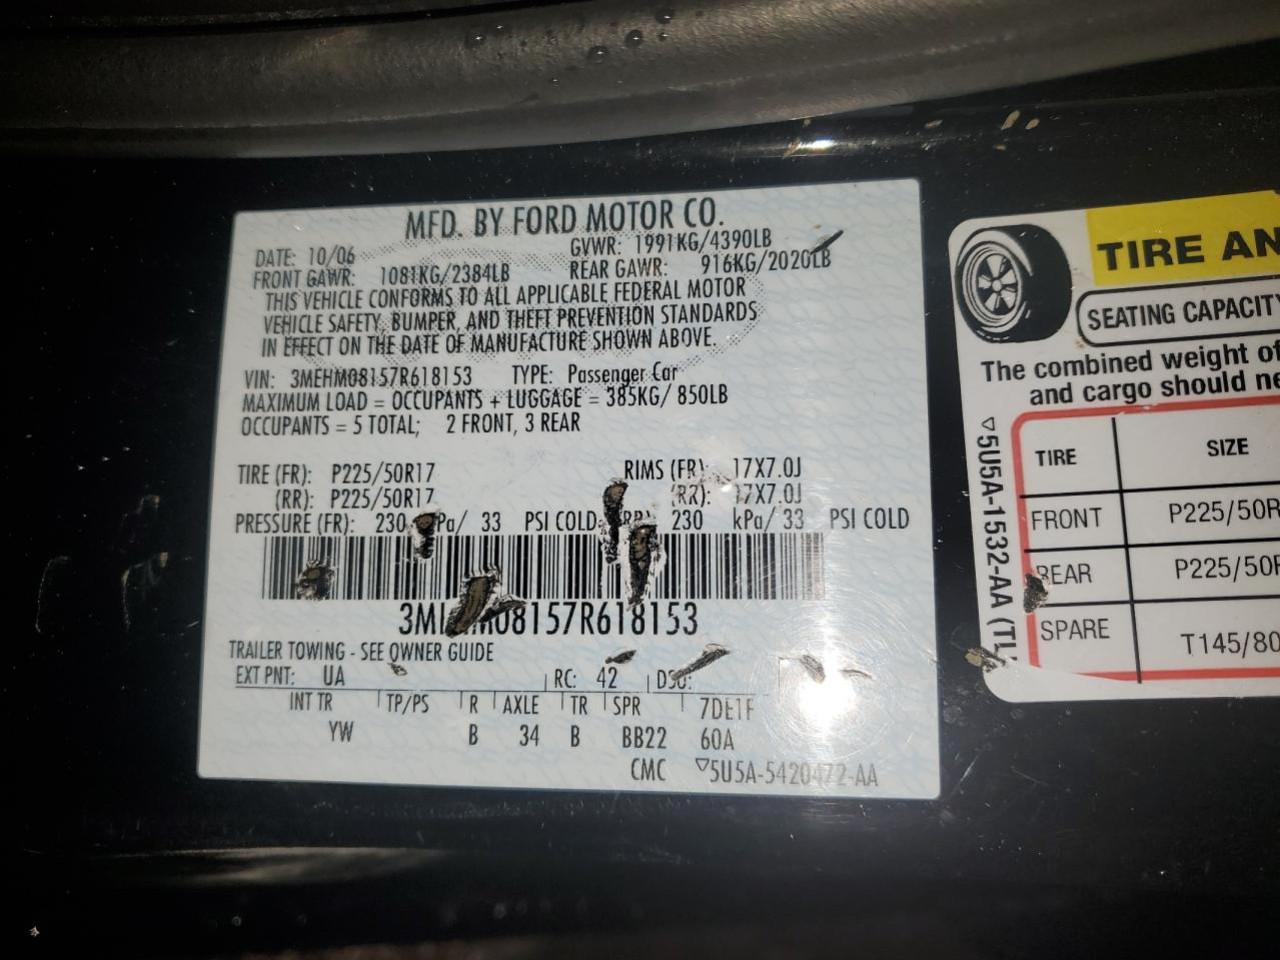 MFD. BY FORD MOTOR CO.
DATE: 10/06 GVWR: 1991KG/4390LB
FRONT GAWR: 1081KG/2384LB REAR GAWR: 916KG/2020LB
THIS VEHICLE CONFORMS TO ALL APPLICABLE FEDERAL MOTOR
VEHICLE SAFETY, BUMPER, AND THEFT PREVENTION STANDARDS
IN EFFECT ON THE DATE OF MANUFACTURE SHOWN ABOVE.
VIN: 3MEHM08157R618153 TYPE: Passenger Car
MAXIMUM LOAD = OCCUPANTS + LUGGAGE = 385KG/ 850LB
OCCUPANTS = 5 TOTAL; 2 FRONT, 3 REAR
TIRE (FR): P225/50R17 RIMS (FR): 17X7.0J
(RR): P225/50R17 (RR): 17X7.0J
PRESSURE (FR): 230 Pa/ 33 PSI COLD 230 kPa/ 33 PSI COLD
08157R618153
TRAILER TOWING - SEE OWNER GUIDE
EXT PNT: UA RC: 42
INT TR TP/PS R AXLE TR SPR 7DE1F
YW B 34 B BB22 60A
CMC ▽5U5A-5420472-AA
TIRE AN
SEATING CAPACITY
The combined weight of
and cargo should ne
TIRE SIZE
FRONT P225/50R
REAR P225/50R
SPARE T145/80
▽5U5A-1532-AA (TL